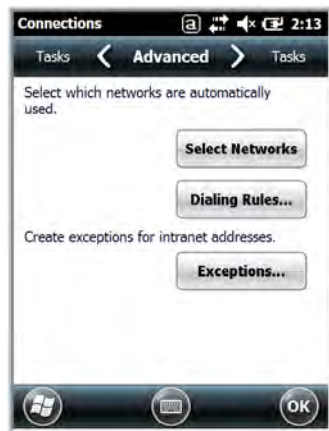 Connections a 2:13
Tasks Advanced Tasks
Select which networks are automatically
used.
Select Networks
Dialing Rules...
Create exceptions for intranet addresses.
Exceptions...
OK